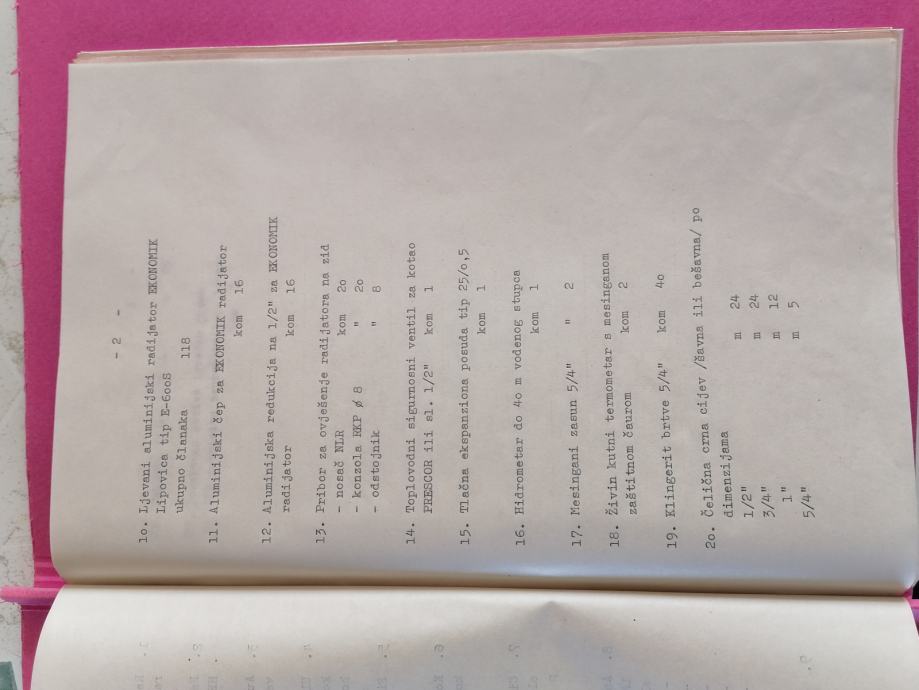 - 2 -
10. Ljevani aluminijski radijator EKONOMIK
Lipovica tip E-600S
ukupno članaka 118
11. Aluminijski čep za EKONOMIK radijator
kom 16
12. Aluminijska redukcija na 1/2" za EKONOMIK
radijator kom 16
13. Pribor za ovješenje radijatora na zid
- nosač NLR kom 20
- konzola RKP ø 8 " 20
- odstojnik " 8
14. Toplovodni sigurnosni ventil za kotao
PRESCOR ili sl. 1/2" kom 1
15. Tlačna ekspanziona posuda tip 25/0,5
kom 1
16. Hidrometar do 40 m vodenog stupca
kom 1
17. Mesingani zasun 5/4" " 2
18. Živin kutni termometar s mesinganom
zaštitnom čaurom kom 2
19. Klingerit brtve 5/4" kom 40
20. Čelična crna cijev /šavna ili bešavna/ po
dimenzijama
1/2" m 24
3/4" m 24
1" m 12
5/4" m 5